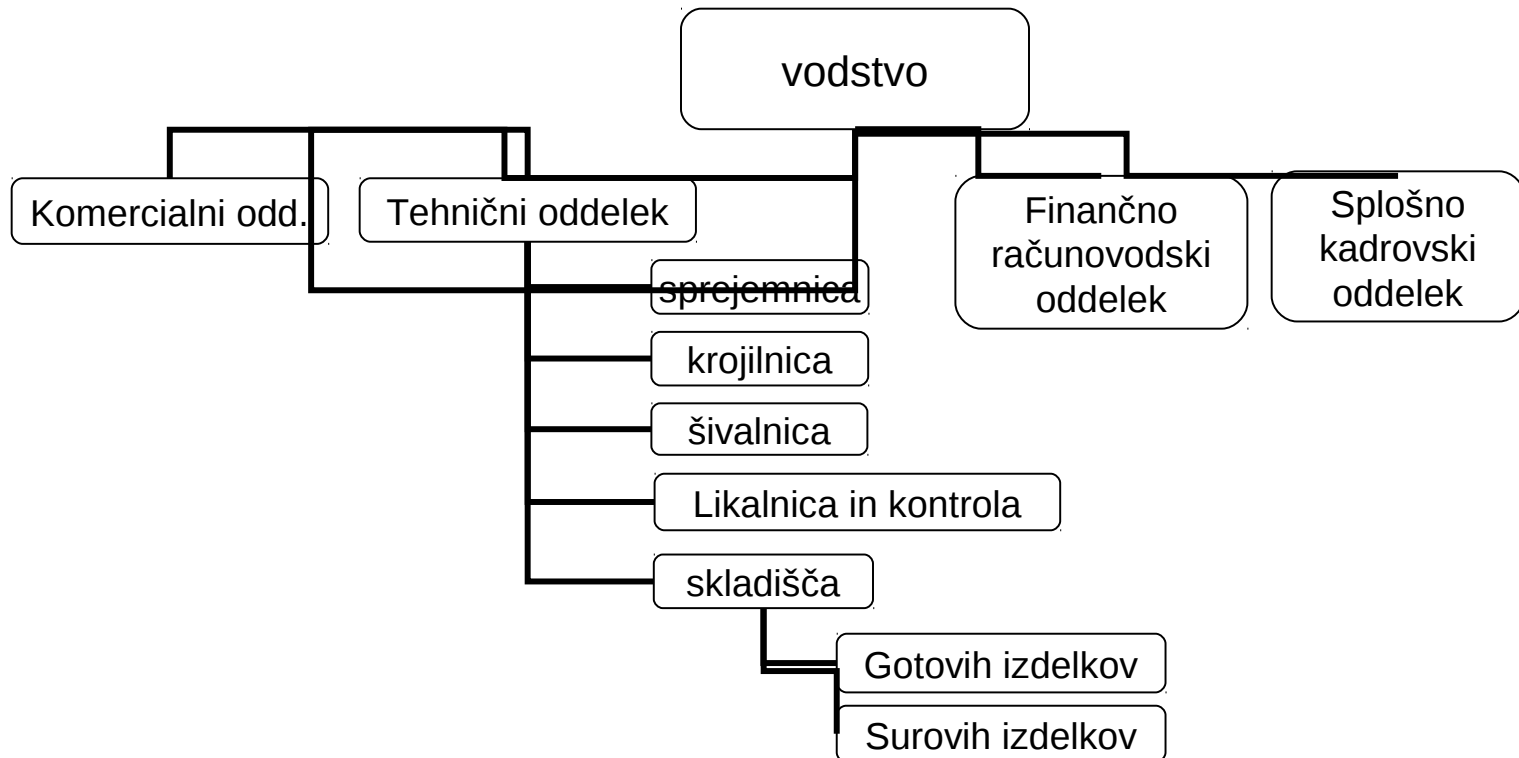 vodstvo
Komercialni odd.
Tehnični oddelek
Finančno
računovodski
oddelek
Splošno
kadrovski
oddelek
sprejemnica
krojilnica
šivalnica
Likalnica in kontrola
skladišča
Gotovih izdelkov
Surovih izdelkov